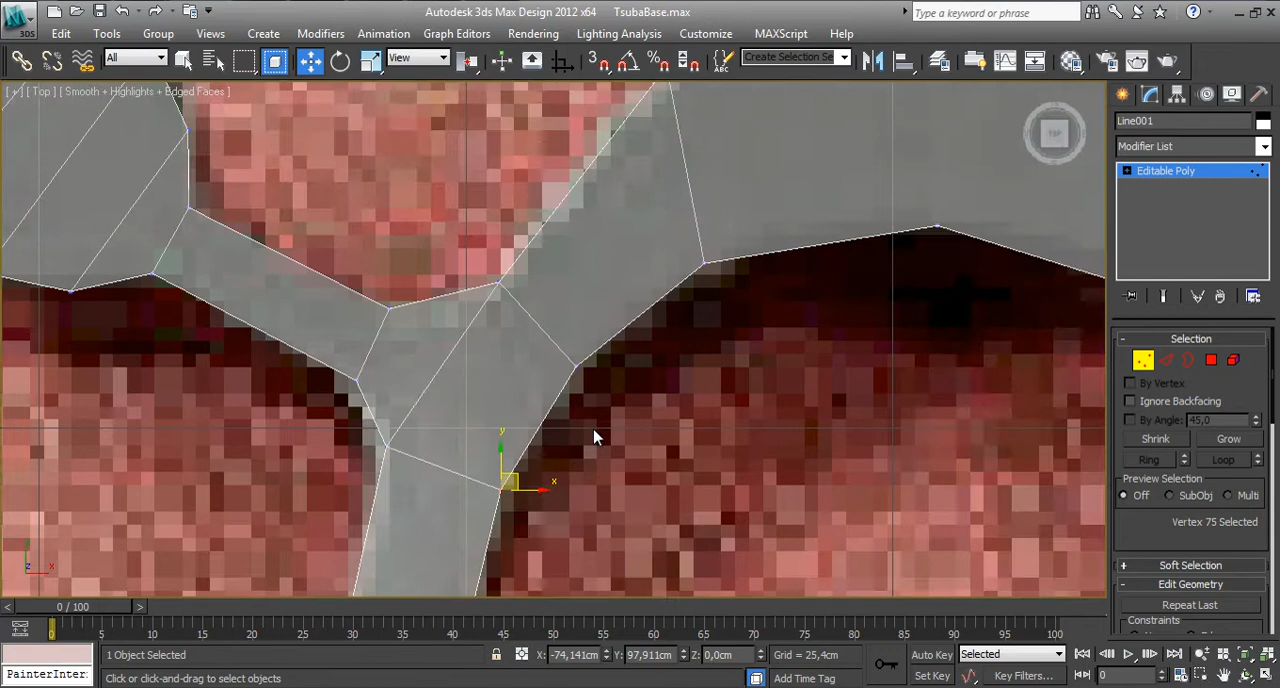 Autodesk 3ds Max Design 2012 x64 TsubaBase.max
Type a keyword or phrase
3DS
Edit Tools Group Views Create Modifiers Animation Graph Editors Rendering Lighting Analysis Customize MAXScript Help
All View Create Selection Se
[ + ] [ Top ] [ Smooth + Highlights + Edged Faces ]
TOP
Line001
Modifier List
Editable Poly
Selection
By Vertex
Ignore Backfacing
By Angle: 45,0
Shrink Grow
Ring Loop
Preview Selection
Off SubObj Multi
Vertex 75 Selected
Soft Selection
Edit Geometry
Repeat Last
Constraints
y
x
z x
0 / 100
0 5 10 15 20 25 30 35 40 45 50 55 60 65 70 75 80 85 90 95 100
1 Object Selected X: -74,141cm Y: 97,911cm Z: 0,0cm Grid = 25,4cm Auto Key Selected
PainterInter: Click or click-and-drag to select objects Add Time Tag Set Key Key Filters... 0